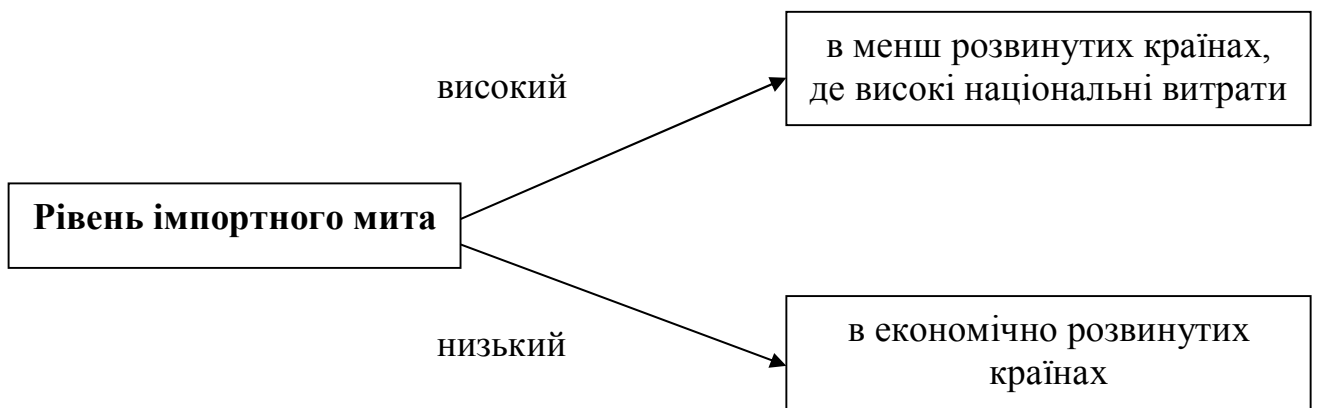 в менш розвинутих країнах,
де високі національні витрати
високий
Рівень імпортного мита
низький
в економічно розвинутих
країнах